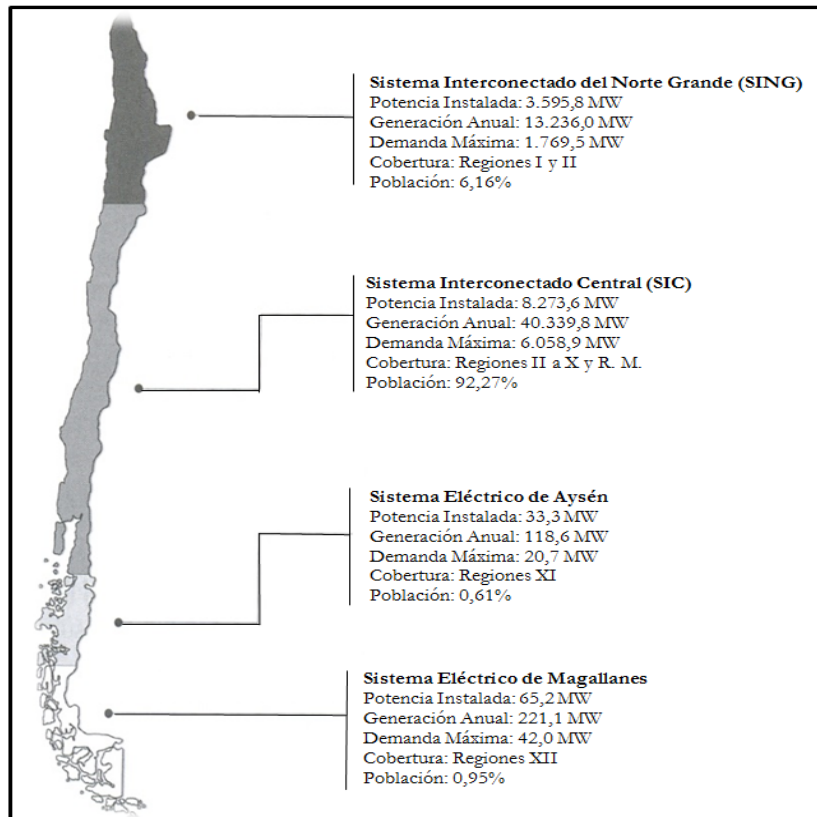 Sistema Interconectado del Norte Grande (SING)
Potencia Instalada: 3.595,8 MW
Generación Anual: 13.236,0 MW
Demanda Máxima: 1.769,5 MW
Cobertura: Regiones I y II
Población: 6,16%
Sistema Interconectado Central (SIC)
Potencia Instalada: 8.273,6 MW
Generación Anual: 40.339,8 MW
Demanda Máxima: 6.058,9 MW
Cobertura: Regiones II a X y R. M.
Población: 92,27%
Sistema Eléctrico de Aysén
Potencia Instalada: 33,3 MW
Generación Anual: 118,6 MW
Demanda Máxima: 20,7 MW
Cobertura: Regiones XI
Población: 0,61%
Sistema Eléctrico de Magallanes
Potencia Instalada: 65,2 MW
Generación Anual: 221,1 MW
Demanda Máxima: 42,0 MW
Cobertura: Regiones XII
Población: 0,95%